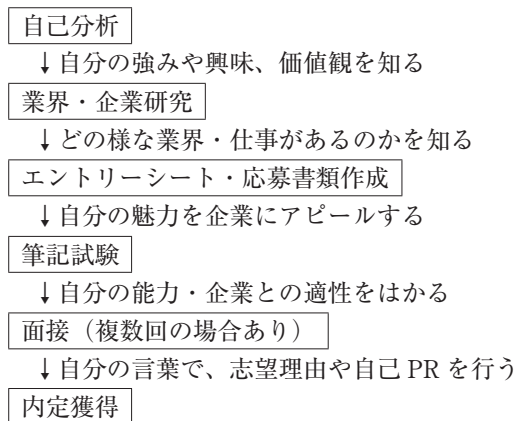 自己分析
↓自分の強みや興味、価値観を知る
業界・企業研究
↓どの様な業界・仕事があるのかを知る
エントリーシート・応募書類作成
↓自分の魅力を企業にアピールする
筆記試験
↓自分の能力・企業との適性をはかる
面接（複数回の場合あり）
↓自分の言葉で、志望理由や自己 PR を行う
内定獲得